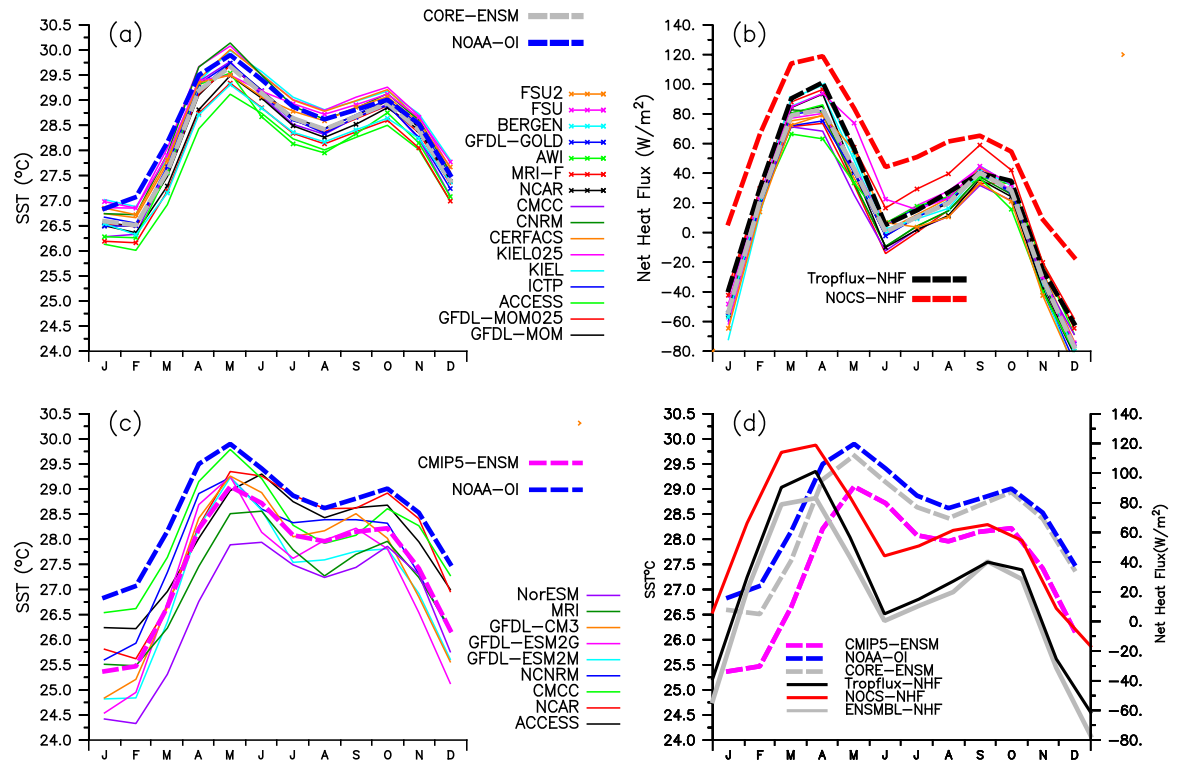 CORE-ENSM
NOAA-OI
(a)
30.5
30.0
29.5
29.0
28.5
28.0
27.5
27.0
26.5
26.0
25.5
25.0
24.5
24.0
SST (ºC)
J F M A M J J A S O N D
FSU2
FSU
BERGEN
GFDL-GOLD
AWI
MRI-F
NCAR
CMCC
CNRM
CERFACS
KIEL025
KIEL
ICTP
ACCESS
GFDL-MOM025
GFDL-MOM
(b)
140.
120.
100.
80.
60.
40.
20.
0.
-20.
-40.
-60.
-80.
Net Heat Flux (W/m²)
Tropflux-NHF
NOCS-NHF
J F M A M J J A S O N D
(c)
30.5
30.0
29.5
29.0
28.5
28.0
27.5
27.0
26.5
26.0
25.5
25.0
24.5
24.0
SST (ºC)
CMIP5-ENSM
NOAA-OI
NorESM
MRI
GFDL-CM3
GFDL-ESM2G
GFDL-ESM2M
NCNRM
CMCC
NCAR
ACCESS
J F M A M J J A S O N D
(d)
30.5
30.0
29.5
29.0
28.5
28.0
27.5
27.0
26.5
26.0
25.5
25.0
24.5
24.0
SSTºC
CMIP5-ENSM
NOAA-OI
CORE-ENSM
Tropflux-NHF
NOCS-NHF
ENSMBL-NHF
140.
120.
100.
80.
60.
40.
20.
0.
-20.
-40.
-60.
-80.
Net Heat Flux(W/m²)
J F M A M J J A S O N D